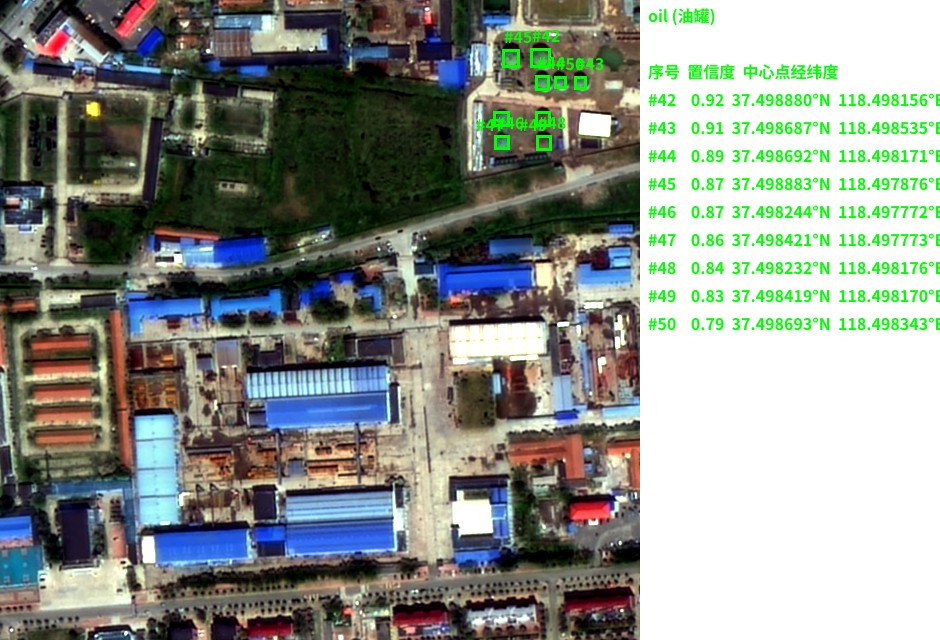 oil (油罐)
序号 置信度 中心点经纬度
#42 0.92 37.498880°N 118.498156°E
#43 0.91 37.498687°N 118.498535°E
#44 0.89 37.498692°N 118.498171°E
#45 0.87 37.498883°N 118.497876°E
#46 0.87 37.498244°N 118.497772°E
#47 0.86 37.498421°N 118.497773°E
#48 0.84 37.498232°N 118.498176°E
#49 0.83 37.498419°N 118.498170°E
#50 0.79 37.498693°N 118.498343°E
#45 #42
#43